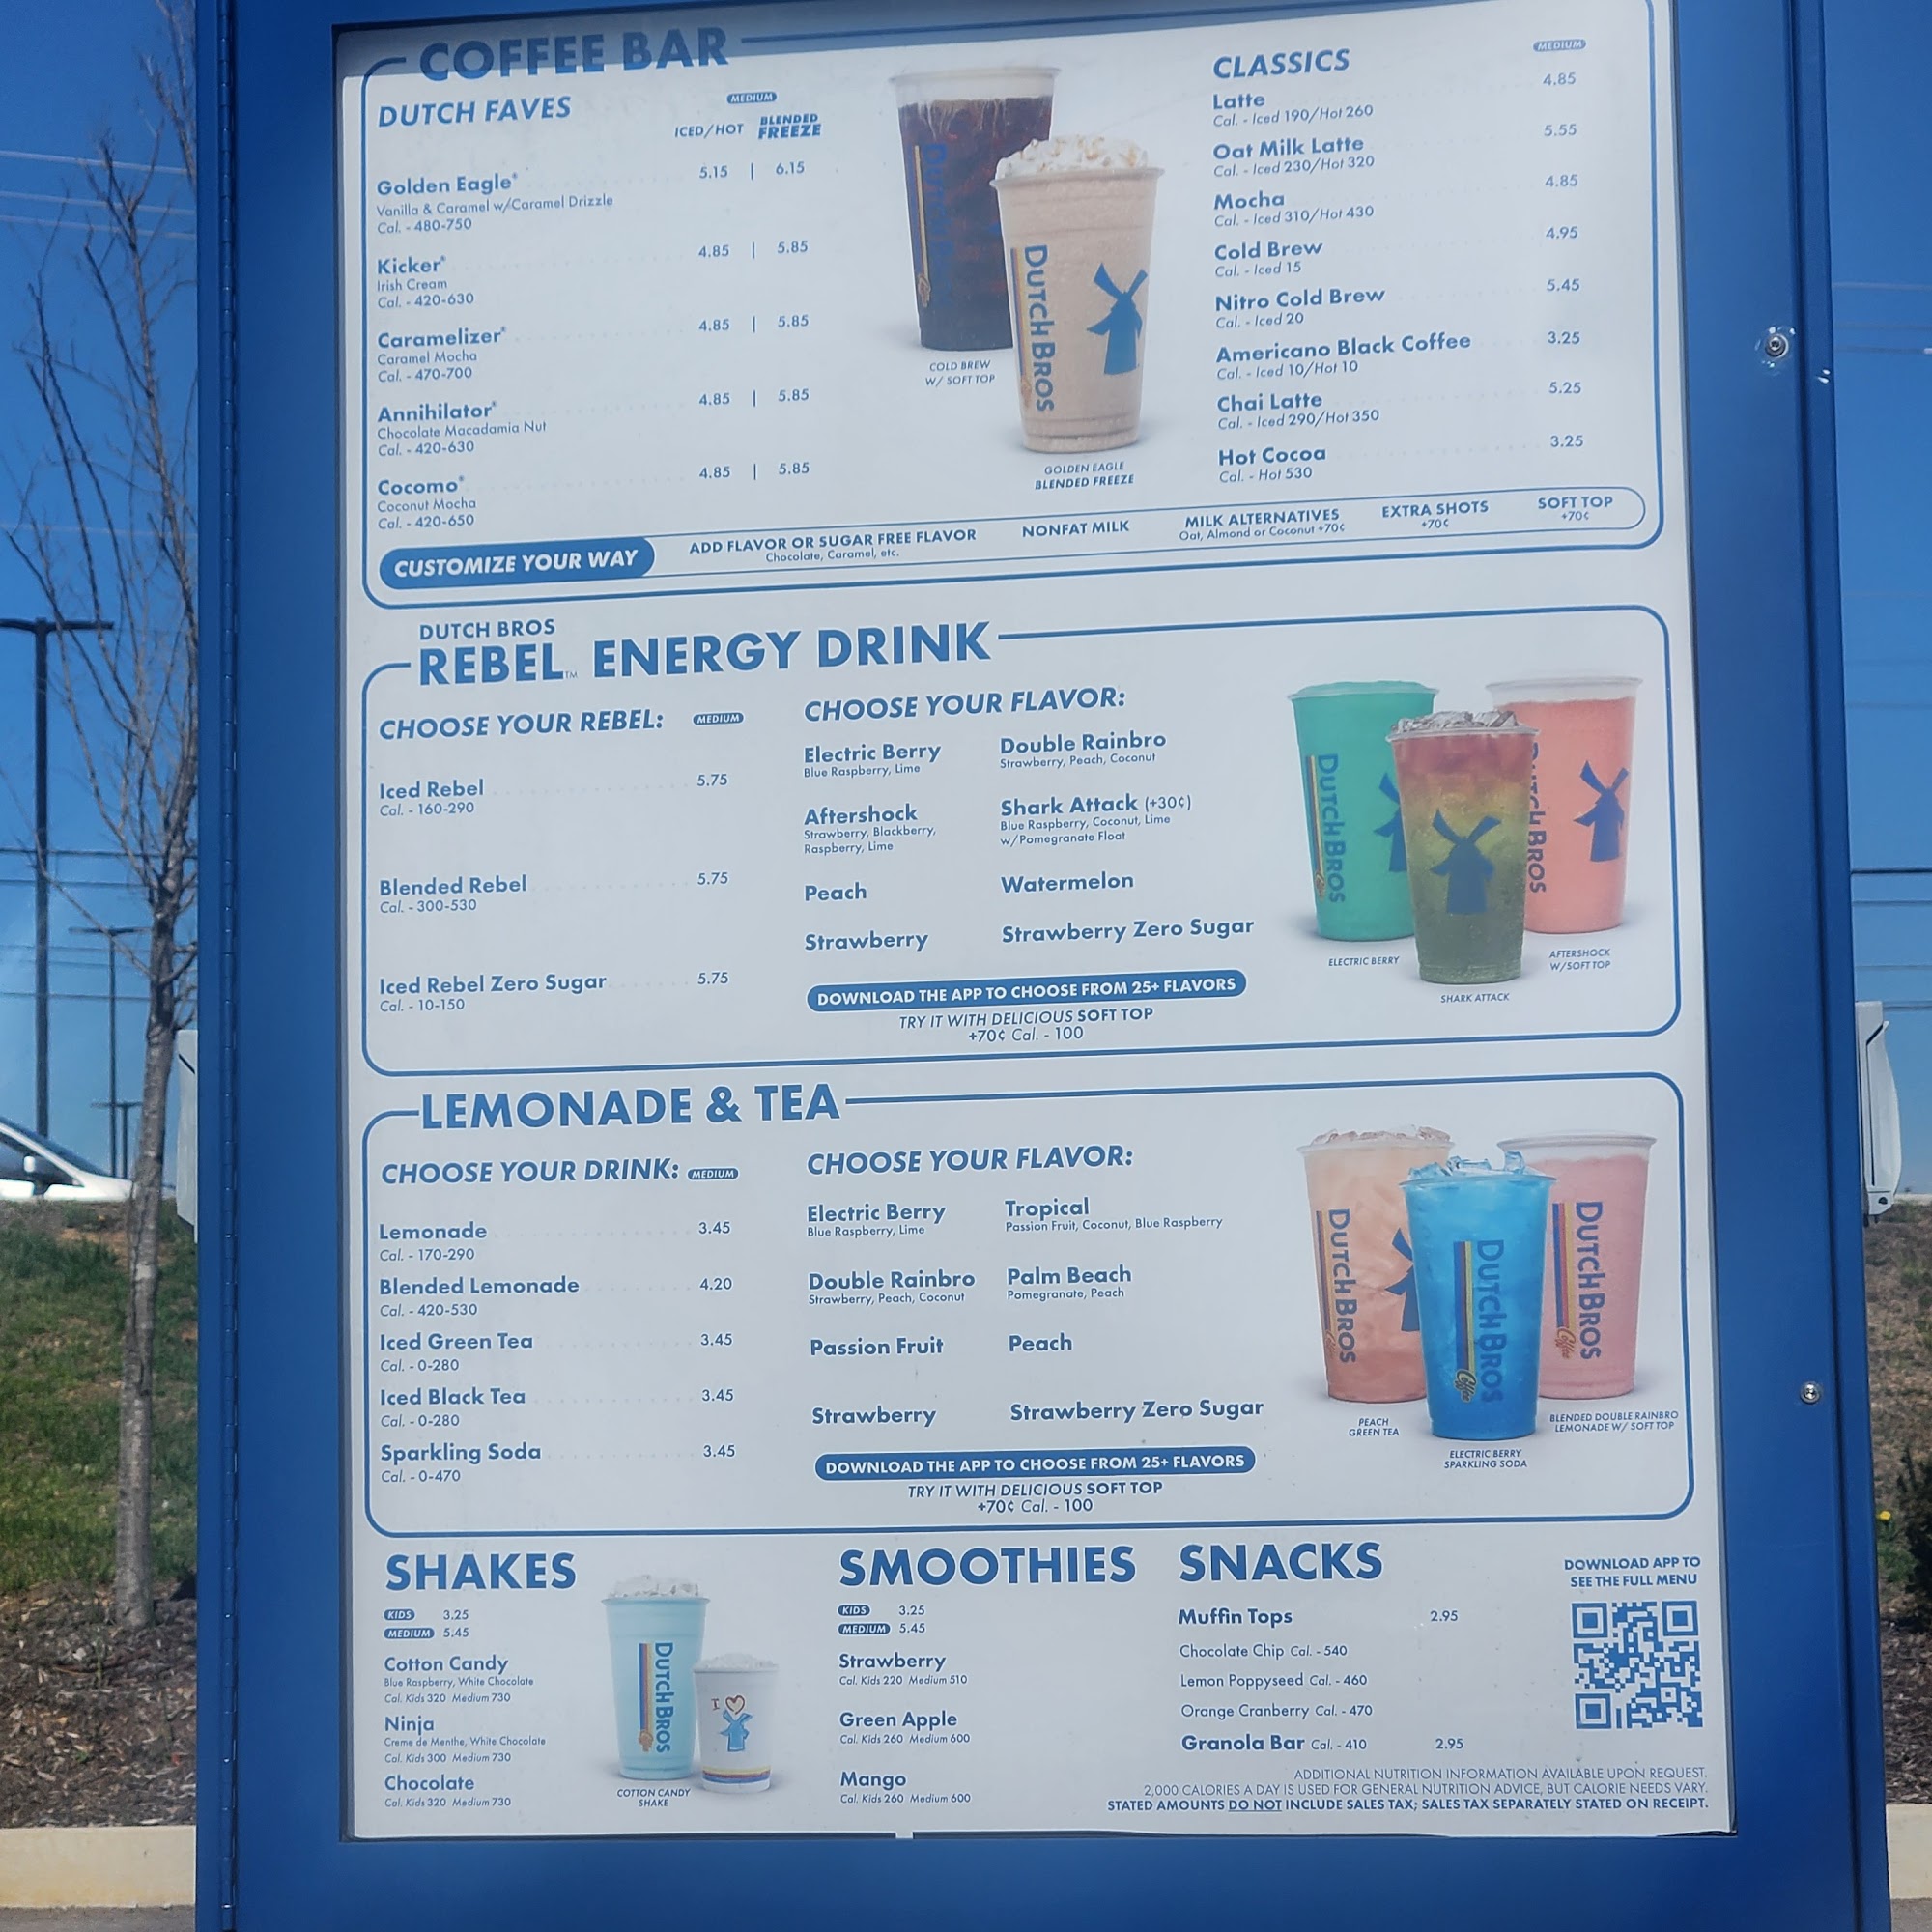 COFFEE BAR
DUTCH FAVES
MEDIUM
ICED/HOT
BLENDED
FREEZE
Golden Eagle® 5.15 | 6.15
Vanilla & Caramel w/Caramel Drizzle
Cal. - 480-750
Kicker® 4.85 | 5.85
Irish Cream
Cal. - 420-630
Caramelizer® 4.85 | 5.85
Caramel Mocha
Cal. - 470-700
Annihilator® 4.85 | 5.85
Chocolate Macadamia Nut
Cal. - 420-630
Cocomo® 4.85 | 5.85
Coconut Mocha
Cal. - 420-650
Dutch Bros
COLD BREW
W/ SOFT TOP
Dutch Bros
GOLDEN EAGLE
BLENDED FREEZE
CLASSICS
MEDIUM
Latte 4.85
Cal. - Iced 190/Hot 260
Oat Milk Latte 5.55
Cal. - Iced 230/Hot 320
Mocha 4.85
Cal. - Iced 310/Hot 430
Cold Brew 4.95
Cal. - Iced 15
Nitro Cold Brew 5.45
Cal. - Iced 20
Americano Black Coffee 3.25
Cal. - Iced 10/Hot 10
Chai Latte 5.25
Cal. - Iced 290/Hot 350
Hot Cocoa 3.25
Cal. - Hot 530
CUSTOMIZE YOUR WAY
ADD FLAVOR OR SUGAR FREE FLAVOR
Chocolate, Caramel, etc.
NONFAT MILK
MILK ALTERNATIVES
Oat, Almond or Coconut +70¢
EXTRA SHOTS
+70¢
SOFT TOP
+70¢
DUTCH BROS
REBEL™ ENERGY DRINK
CHOOSE YOUR REBEL: MEDIUM
Iced Rebel 5.75
Cal. - 160-290
Blended Rebel 5.75
Cal. - 300-530
Iced Rebel Zero Sugar 5.75
Cal. - 10-150
CHOOSE YOUR FLAVOR:
Electric Berry
Blue Raspberry, Lime
Double Rainbro
Strawberry, Peach, Coconut
Aftershock
Strawberry, Blackberry,
Raspberry, Lime
Shark Attack (+30¢)
Blue Raspberry, Coconut, Lime
w/Pomegranate Float
Peach
Watermelon
Strawberry
Strawberry Zero Sugar
DOWNLOAD THE APP TO CHOOSE FROM 25+ FLAVORS
TRY IT WITH DELICIOUS SOFT TOP
+70¢ Cal. - 100
Dutch Bros
Dutch Bros
ELECTRIC BERRY
SHARK ATTACK
AFTERSHOCK
W/SOFT TOP
LEMONADE & TEA
CHOOSE YOUR DRINK: MEDIUM
Lemonade 3.45
Cal. - 170-290
Blended Lemonade 4.20
Cal. - 420-530
Iced Green Tea 3.45
Cal. - 0-280
Iced Black Tea 3.45
Cal. - 0-280
Sparkling Soda 3.45
Cal. - 0-470
CHOOSE YOUR FLAVOR:
Electric Berry
Blue Raspberry, Lime
Tropical
Passion Fruit, Coconut, Blue Raspberry
Double Rainbro
Strawberry, Peach, Coconut
Palm Beach
Pomegranate, Peach
Passion Fruit
Peach
Strawberry
Strawberry Zero Sugar
DOWNLOAD THE APP TO CHOOSE FROM 25+ FLAVORS
TRY IT WITH DELICIOUS SOFT TOP
+70¢ Cal. - 100
Dutch Bros
Dutch Bros
Coffee
Dutch Bros
Coffee
PEACH
GREEN TEA
ELECTRIC BERRY
SPARKLING SODA
BLENDED DOUBLE RAINBRO
LEMONADE W/ SOFT TOP
SHAKES
KIDS 3.25
MEDIUM 5.45
Cotton Candy
Blue Raspberry, White Chocolate
Cal. Kids 320 Medium 730
Ninja
Creme de Menthe, White Chocolate
Cal. Kids 300 Medium 730
Chocolate
Cal. Kids 320 Medium 730
Dutch Bros
I
COTTON CANDY
SHAKE
SMOOTHIES
KIDS 3.25
MEDIUM 5.45
Strawberry
Cal. Kids 220 Medium 510
Green Apple
Cal. Kids 260 Medium 600
Mango
Cal. Kids 260 Medium 600
SNACKS
Muffin Tops 2.95
Chocolate Chip Cal. - 540
Lemon Poppyseed Cal. - 460
Orange Cranberry Cal. - 470
Granola Bar Cal. - 410 2.95
DOWNLOAD APP TO
SEE THE FULL MENU
ADDITIONAL NUTRITION INFORMATION AVAILABLE UPON REQUEST.
2,000 CALORIES A DAY IS USED FOR GENERAL NUTRITION ADVICE, BUT CALORIE NEEDS VARY.
STATED AMOUNTS DO NOT INCLUDE SALES TAX; SALES TAX SEPARATELY STATED ON RECEIPT.